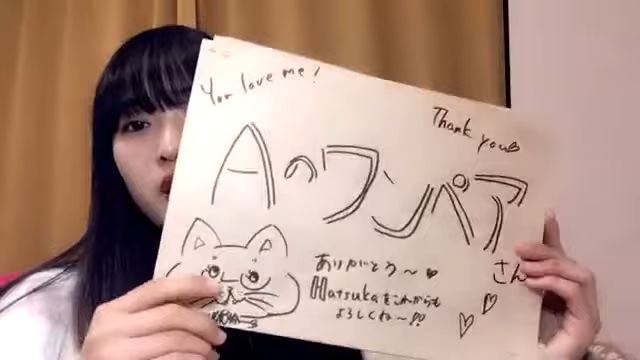 You love me!
Thank you
Aのワンペア
さん
ありがとう〜
Hatsukaをこれからも
よろしくね〜!!